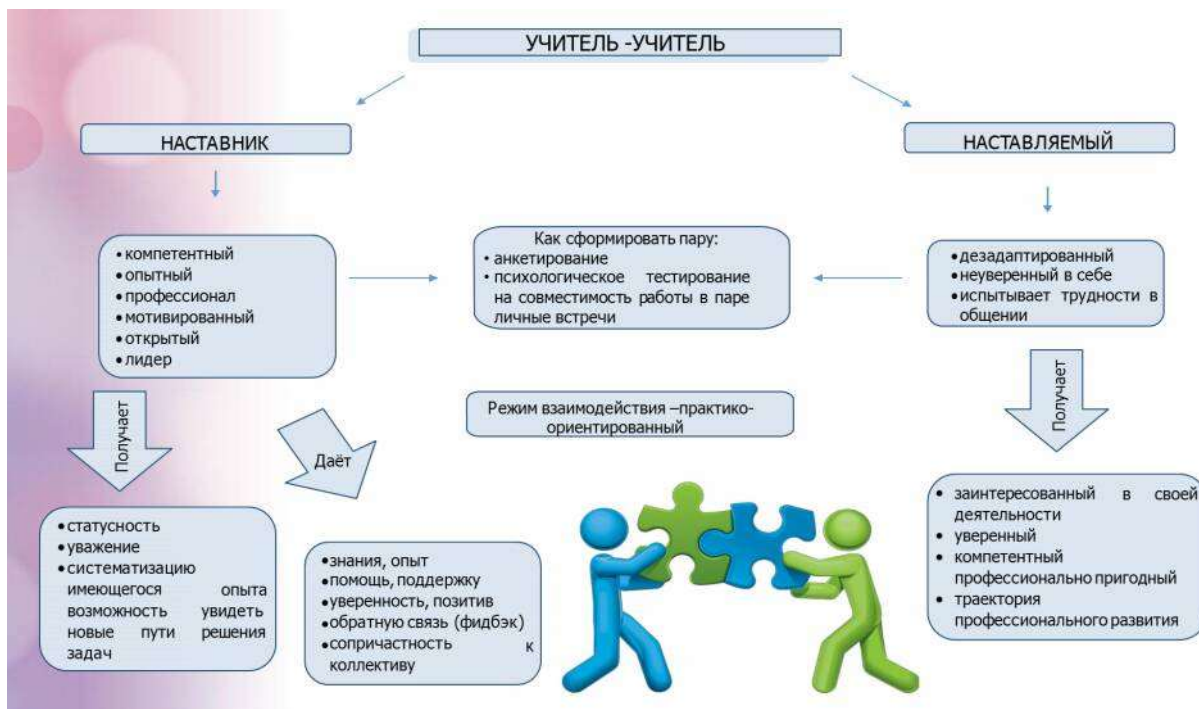 УЧИТЕЛЬ -УЧИТЕЛЬ
НАСТАВНИК
НАСТАВЛЯЕМЫЙ
• компетентный
• опытный
• профессионал
• мотивированный
• открытый
• лидер
Как сформировать пару:
• анкетирование
• психологическое тестирование
на совместимость работы в паре
личные встречи
• дезадаптированный
• неуверенный в себе
• испытывает трудности в
общении
Получает
Даёт
Режим взаимодействия –практико-
ориентированный
Получает
• статусность
• уважение
• систематизацию
имеющегося опыта
возможность увидеть
новые пути решения
задач
• знания, опыт
• помощь, поддержку
• уверенность, позитив
• обратную связь (фидбэк)
• сопричастность к
коллективу
• заинтересованный в своей
деятельности
• уверенный
• компетентный
профессионально пригодный
• траектория
профессионального развития